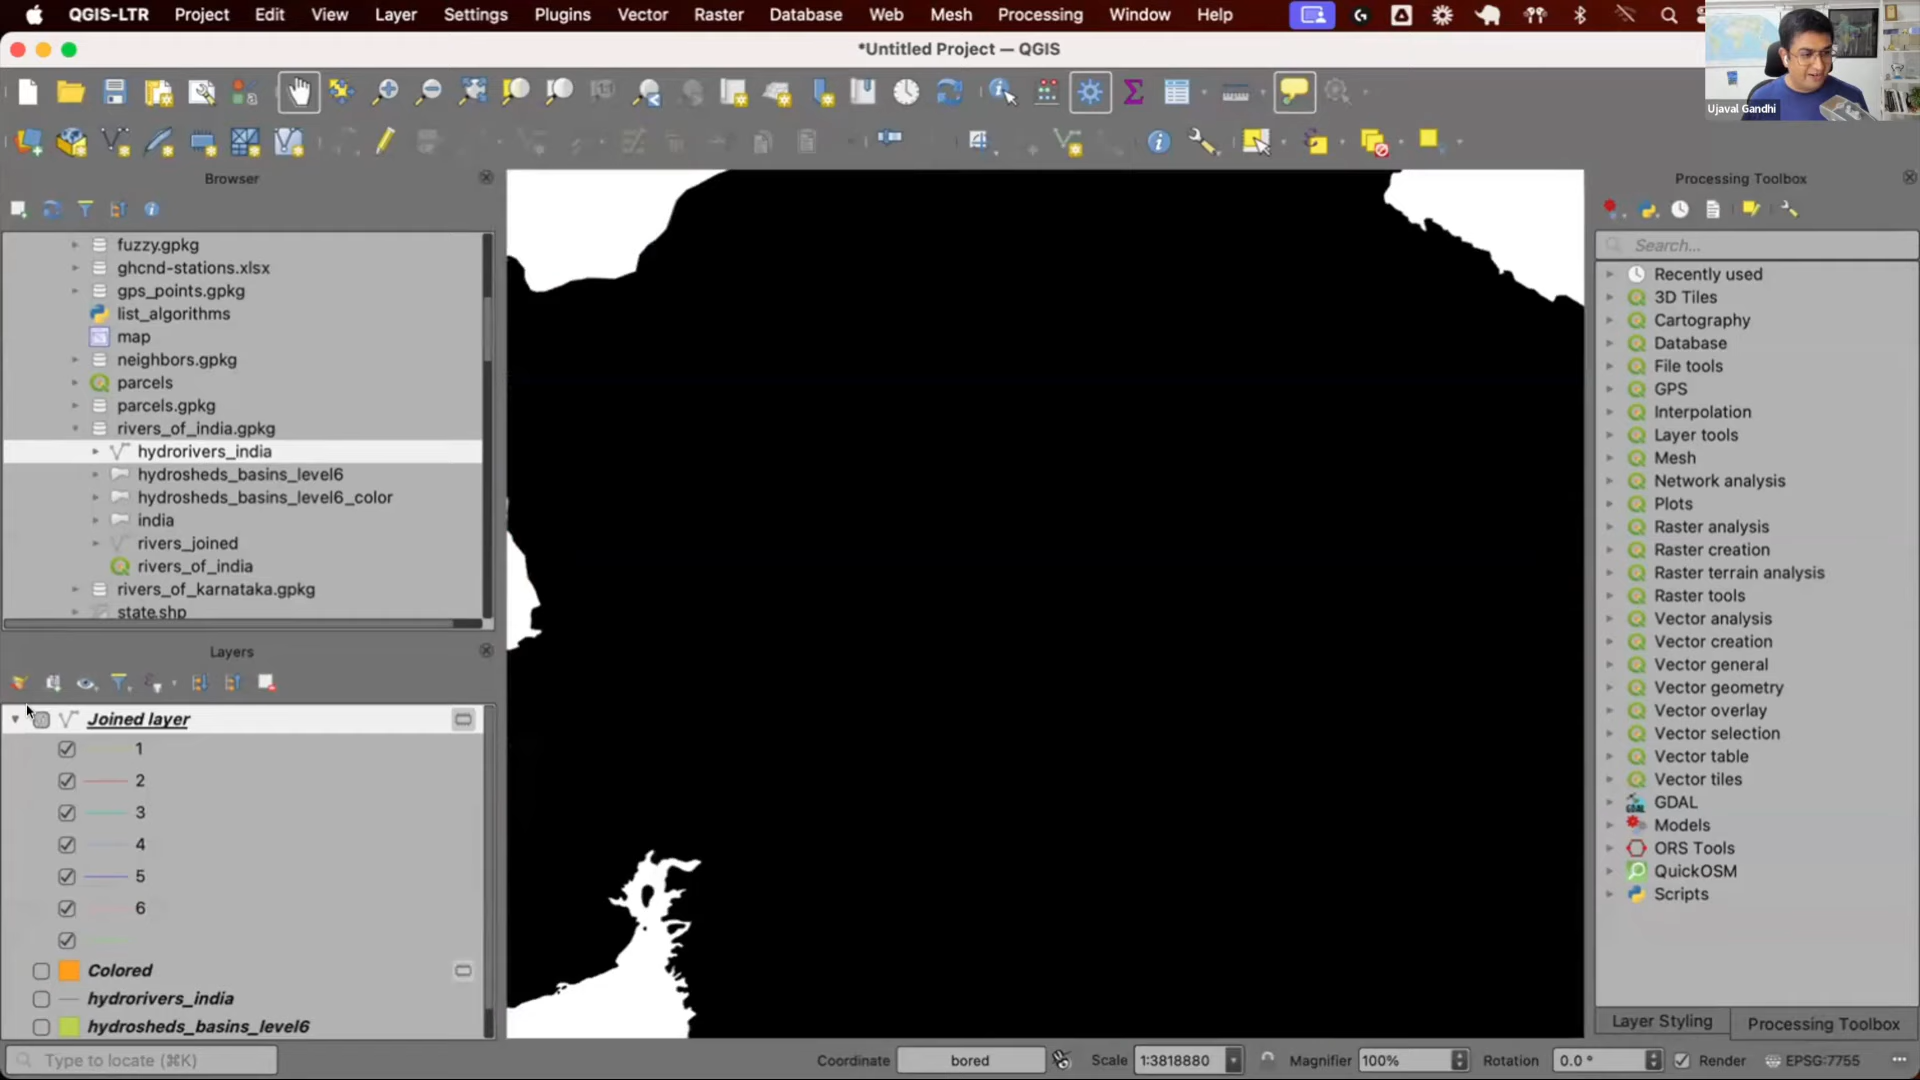 QGIS-LTR Project Edit View Layer Settings Plugins Vector Raster Database Web Mesh Processing Window Help
*Untitled Project — QGIS
Ujaval Gandhi
Browser
fuzzy.gpkg
ghcnd-stations.xlsx
gps_points.gpkg
list_algorithms
map
neighbors.gpkg
parcels
parcels.gpkg
rivers_of_india.gpkg
hydrorivers_india
hydrosheds_basins_level6
hydrosheds_basins_level6_color
india
rivers_joined
rivers_of_india
rivers_of_karnataka.gpkg
state.shp
Layers
Joined layer
1
2
3
4
5
6
Colored
hydrorivers_india
hydrosheds_basins_level6
Processing Toolbox
Search...
Recently used
3D Tiles
Cartography
Database
File tools
GPS
Interpolation
Layer tools
Mesh
Network analysis
Plots
Raster analysis
Raster creation
Raster terrain analysis
Raster tools
Vector analysis
Vector creation
Vector general
Vector geometry
Vector overlay
Vector selection
Vector table
Vector tiles
GDAL
Models
ORS Tools
QuickOSM
Scripts
Layer Styling Processing Toolbox
Type to locate (⌘K) Coordinate bored Scale 1:3818880 Magnifier 100% Rotation 0.0 ° Render EPSG:7755